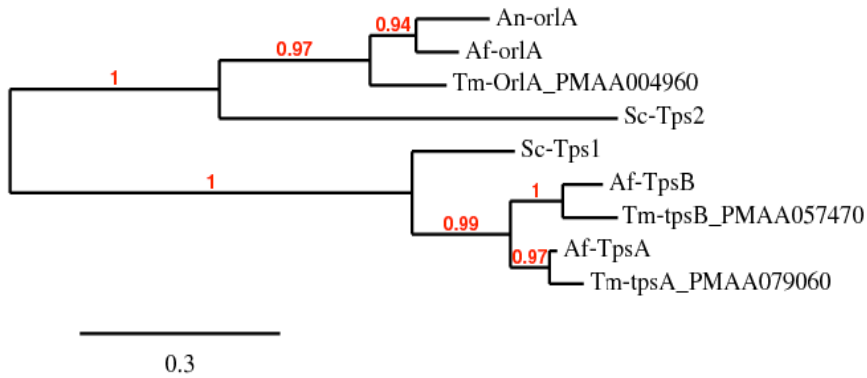 An-orlA
0.94
Af-orlA
0.97
Tm-OrlA_PMAA004960
1
Sc-Tps2
Sc-Tps1
1
Af-TpsB
1
Tm-tpsB_PMAA057470
0.99
Af-TpsA
0.97
Tm-tpsA_PMAA079060
0.3